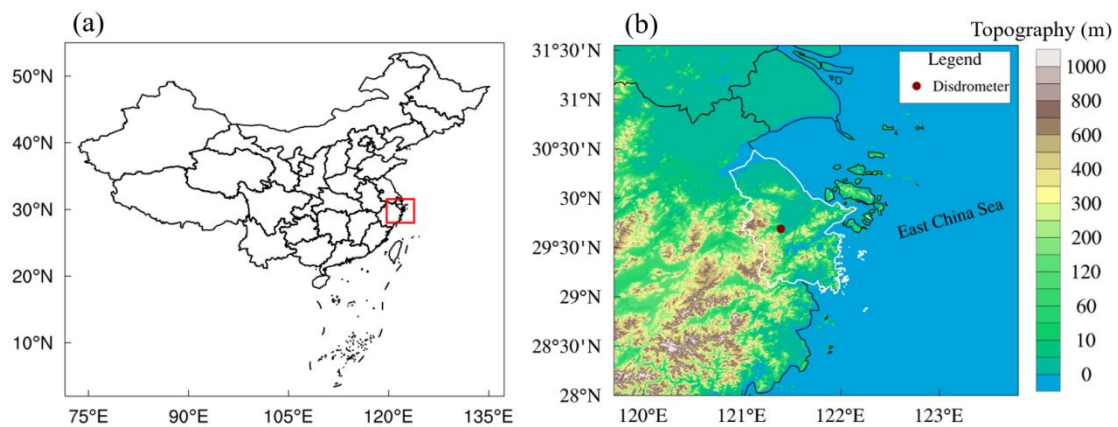 (a)
50°N
40°N
30°N
20°N
10°N
75°E 90°E 105°E 120°E 135°E
(b)
Topography (m)
31°30'N
31°N
30°30'N
30°N
29°30'N
29°N
28°30'N
28°N
120°E 121°E 122°E 123°E
Legend
Disdrometer
East China Sea
1000
800
600
400
300
200
120
60
10
0